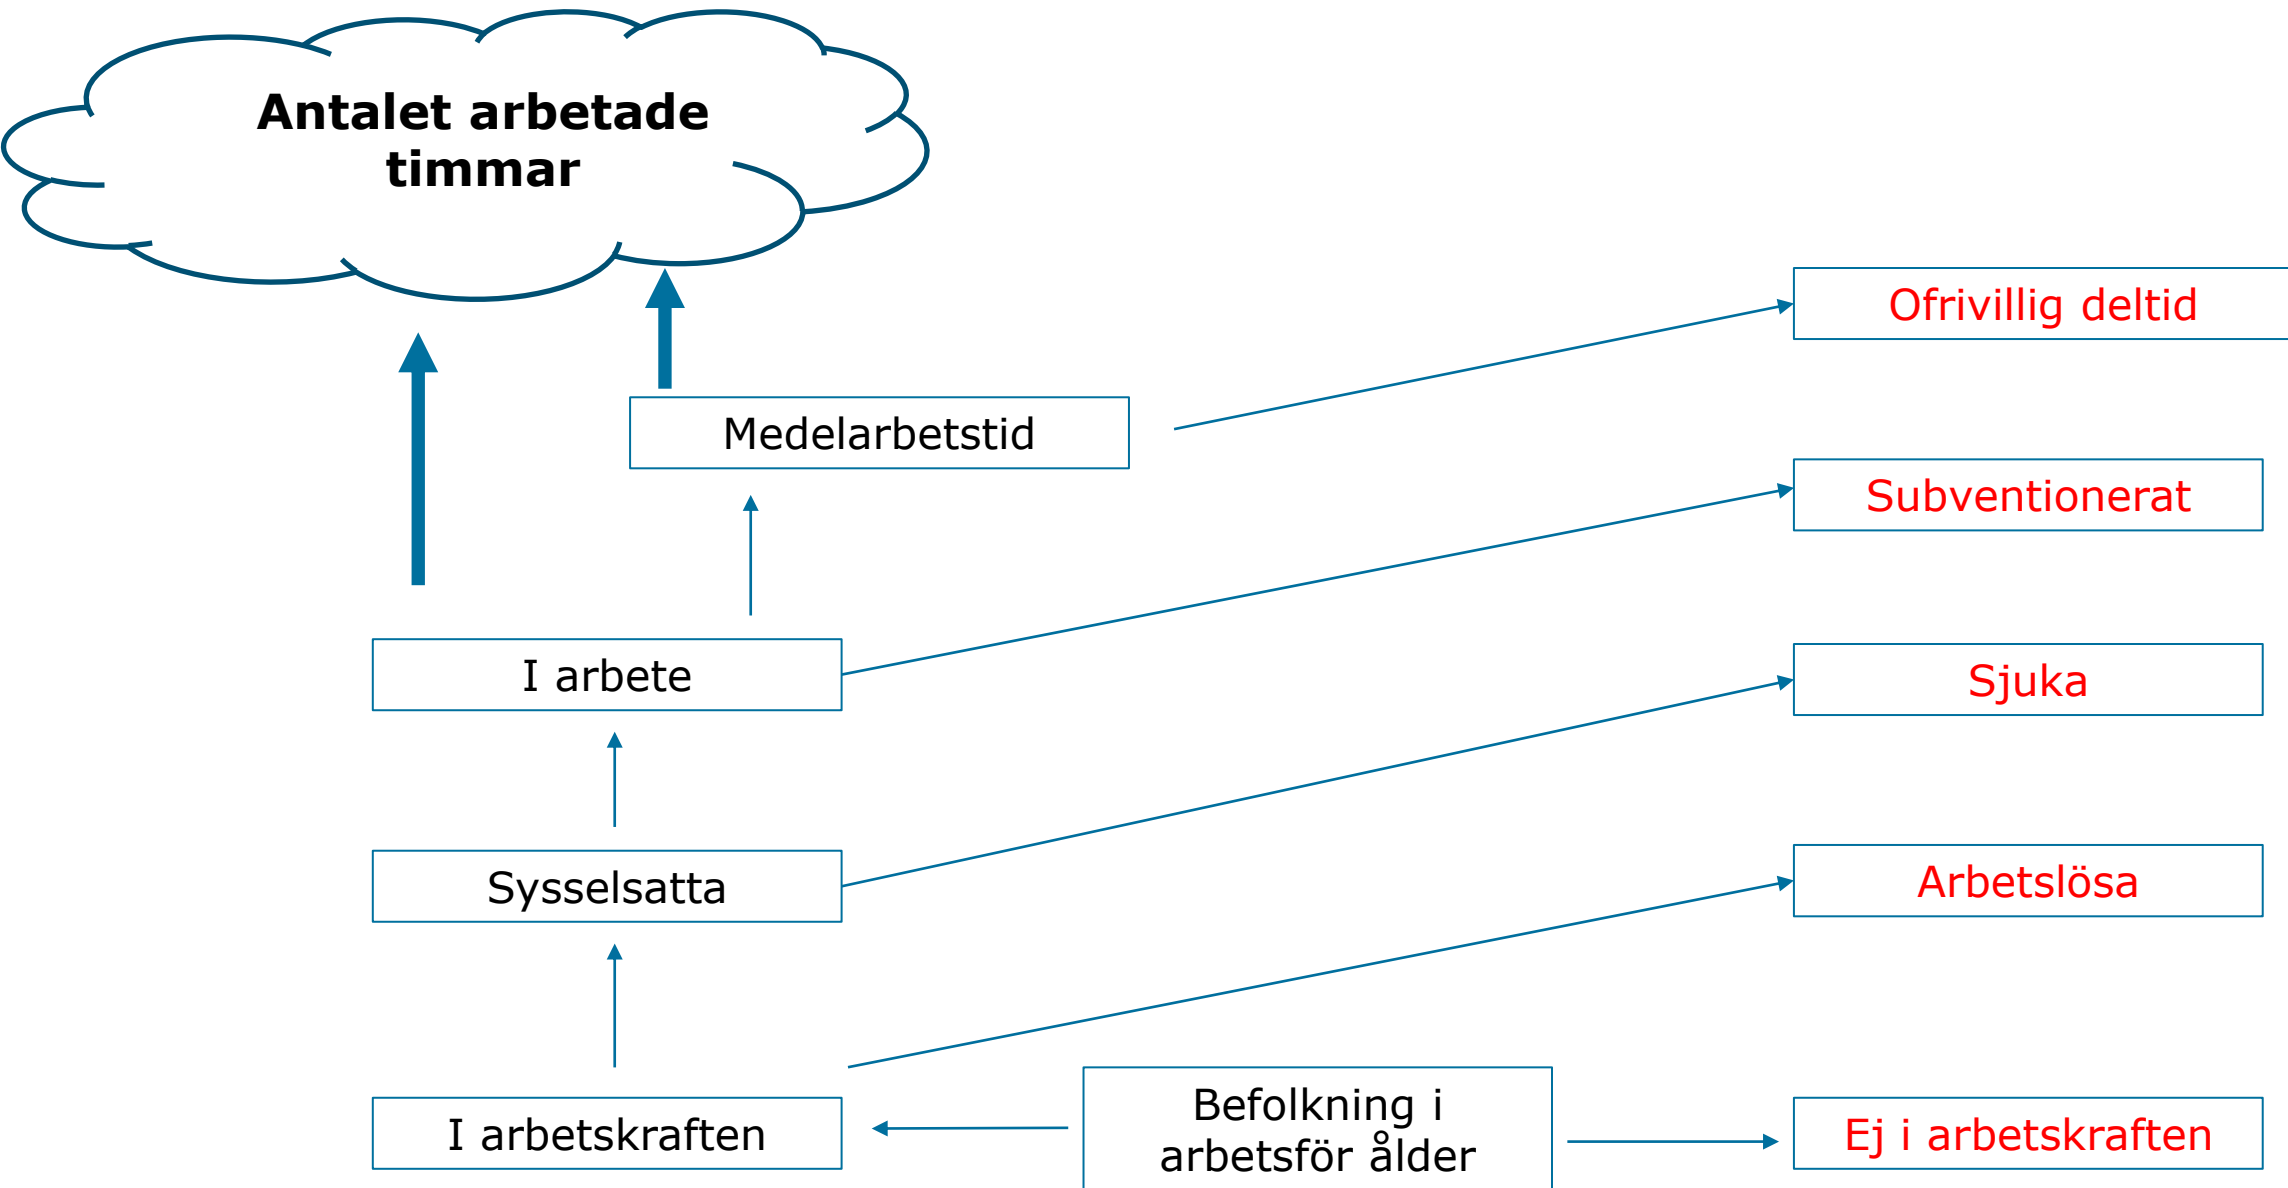 Antalet arbetade
timmar
Ofrivillig deltid
Medelarbetstid
Subventionerat
I arbete
Sjuka
Sysselsatta
Arbetslösa
I arbetskraften
Befolkning i
arbetsför ålder
Ej i arbetskraften